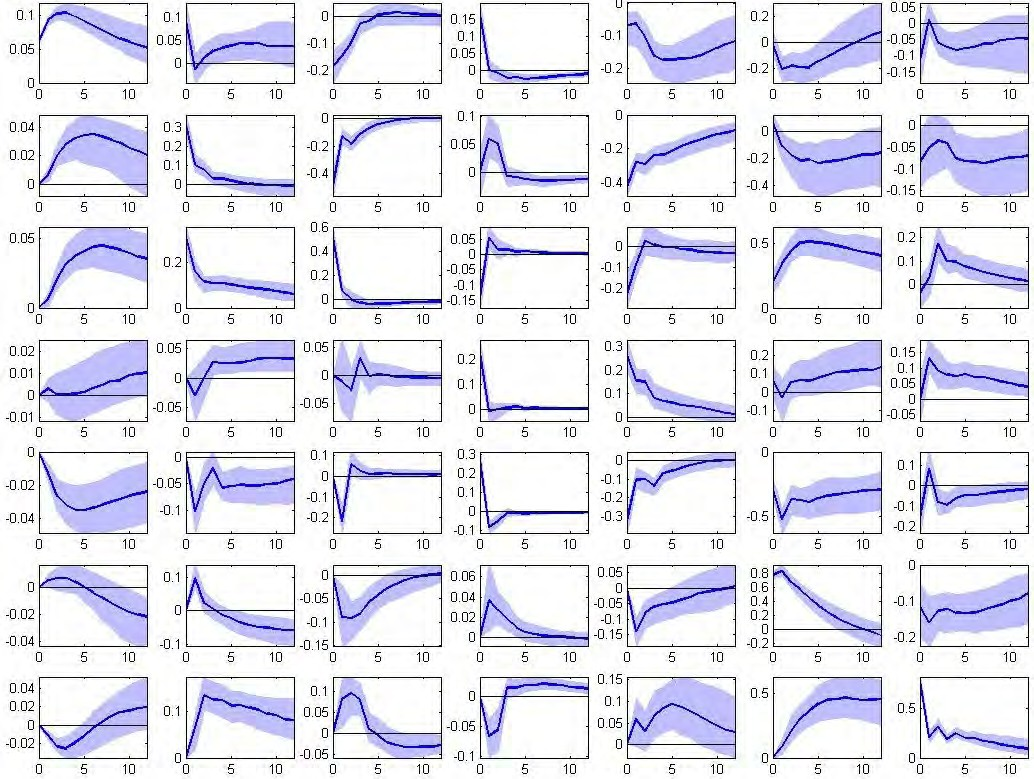 0.1 0.1 0 0.15 0 0.2 0.05
0.05 0.05 -0.1 0.1 -0.1 0 0
0 0 -0.2 0.05 -0.2 -0.2 -0.05
0 -0.1
-0.15
0 5 10 0 5 10 0 5 10 0 5 10 0 5 10 0 5 10 0 5 10
0.04 0.3 0 0.1 0 0 0
0.02 0.2 -0.2 0.05 -0.2 -0.2 -0.05
0 0.1 -0.4 0 -0.4 -0.4 -0.1
0 -0.15
0 5 10 0 5 10 0 5 10 0 5 10 0 5 10 0 5 10 0 5 10
0.05 0.2 0.6 0.05 0 0.5 0.2
0 0 0.4 0 -0.1 0 0.1
0.2 -0.05 -0.2 0
0 -0.1
-0.15
0 5 10 0 5 10 0 5 10 0 5 10 0 5 10 0 5 10 0 5 10
0.02 0.05 0.05 0.2 0.3 0.2 0.15
0.01 0 0 0.1 0.2 0.1 0.1
0 -0.05 -0.05 0 0.1 0 0.05
-0.01 0 -0.1 0
-0.05
0 5 10 0 5 10 0 5 10 0 5 10 0 5 10 0 5 10 0 5 10
0 0 0.1 0.3 0 0 0.1
-0.02 -0.05 0 0.2 -0.1 -0.5 0
-0.04 -0.1 -0.1 0.1 -0.2 -0.1
-0.2 0 -0.3 -0.2
-0.1
0 5 10 0 5 10 0 5 10 0 5 10 0 5 10 0 5 10 0 5 10
0 0.1 0 0.06 0.05 0.8 0
-0.02 0 -0.05 0.04 0 0.6 -0.1
-0.04 -0.1 -0.1 0.02 -0.05 0.4 -0.2
-0.15 0 -0.1 0.2
-0.15 0
-0.2
0 5 10 0 5 10 0 5 10 0 5 10 0 5 10 0 5 10 0 5 10
0.04 0.1 0.1 0 0.15 0.5 0.5
0.02 0 0.05 -0.05 0.1 0 0
0 0 -0.1 0.05
-0.02 -0.05 0
0 5 10 0 5 10 0 5 10 0 5 10 0 5 10 0 5 10 0 5 10